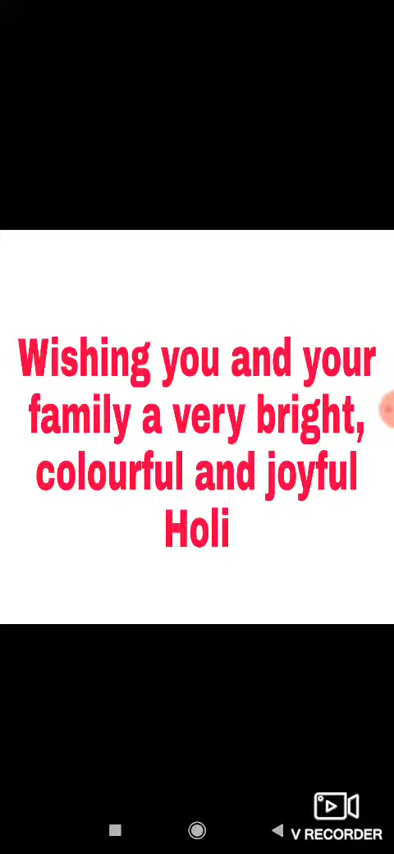 Wishing you and your
family a very bright,
colourful and joyful
Holi
V RECORDER